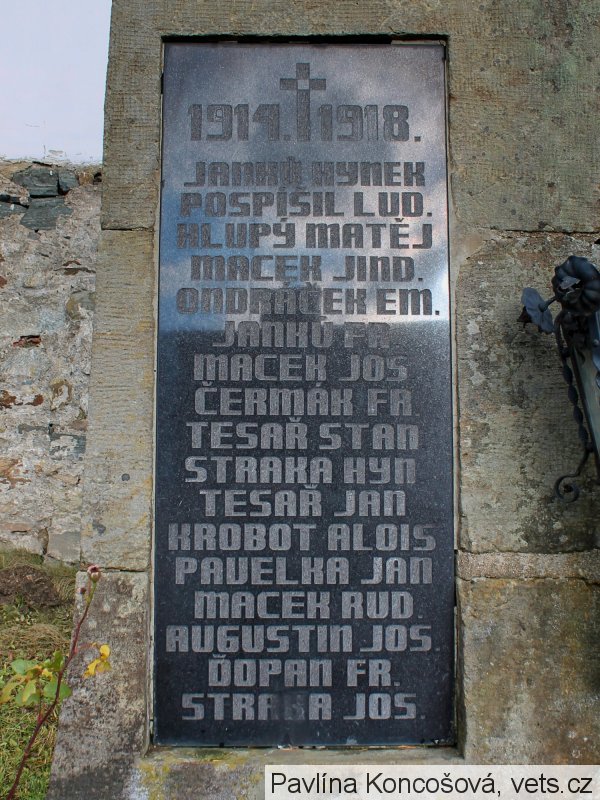 1914. 1918.
JANKŮ HYNEK
POSPÍŠIL LUD.
HLUPÝ MATĚJ
MACEK JIND.
ONDRÁČEK EM.
JANKŮ FR
MACEK JOS
ČERMÁK FR
TESAŘ STAN
STRAKA HYN
TESAŘ JAN
KROBOT ALOIS
PAVELKA JAN
MACEK RUD
AUGUSTIN JOS.
ĎOPAN FR.
STRAKA JOS.
Pavlína Koncošová, vets.cz